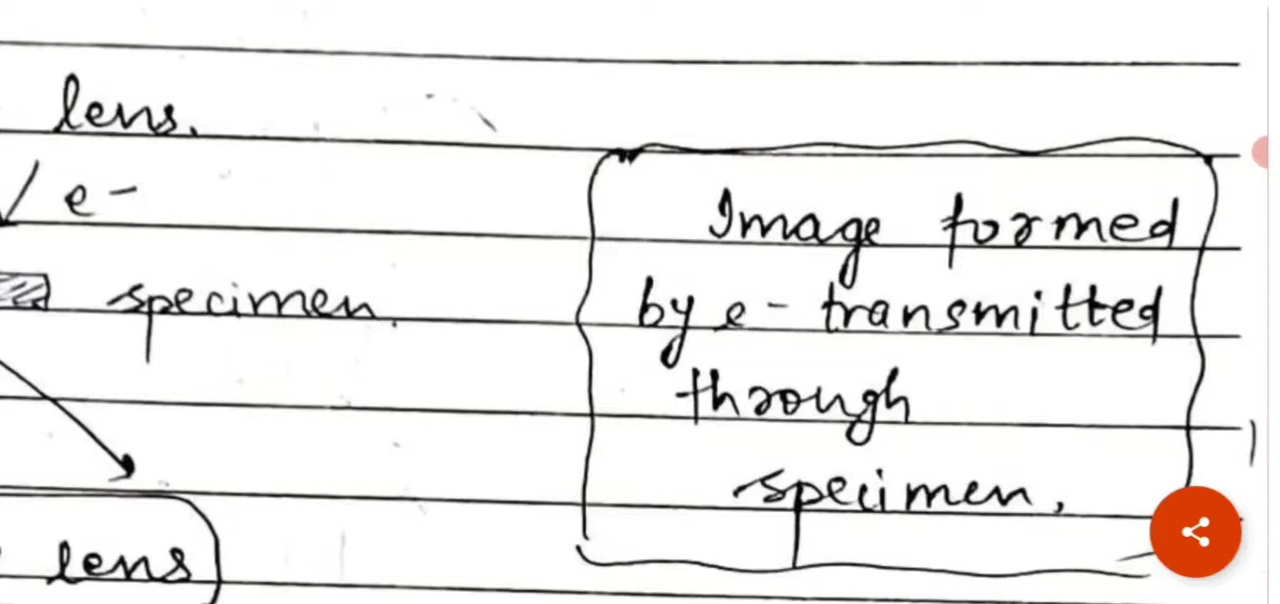 lens.
e-
specimen.
Image formed
by e- transmitted
through
specimen.
lens